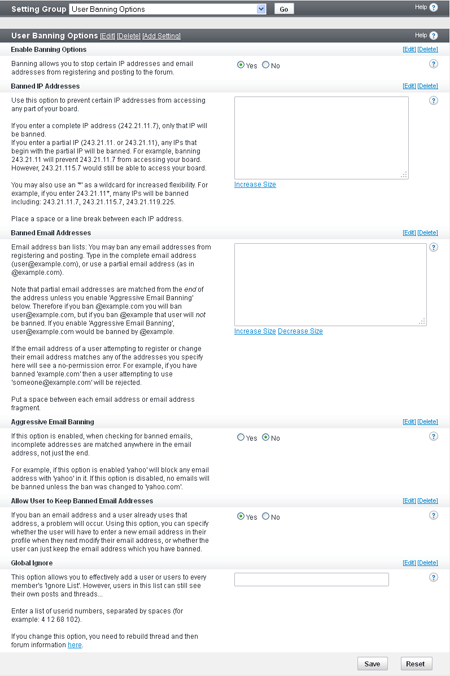 Setting Group User Banning Options Go Help
User Banning Options [Edit] [Delete] [Add Setting] Help
Enable Banning Options [Edit] [Delete]
Banning allows you to stop certain IP addresses and email
addresses from registering and posting to the forum.
Yes No
Banned IP Addresses [Edit] [Delete]
Use this option to prevent certain IP addresses from accessing
any part of your board.
If you enter a complete IP address (242.21.11.7), only that IP will
be banned.
If you enter a partial IP (243.21.11. or 243.21.11), any IPs that
begin with the partial IP will be banned. For example, banning
243.21.11 will prevent 243.21.11.7 from accessing your board.
However, 243.21.115.7 would still be able to access your board.
You may also use an '*' as a wildcard for increased flexibility. For
example, if you enter 243.21.11*, many IPs will be banned
including: 243.21.11.7, 243.21.115.7, 243.21.119.225.
Place a space or a line break between each IP address.
Increase Size
Banned Email Addresses [Edit] [Delete]
Email address ban lists: You may ban any email addresses from
registering and posting. Type in the complete email address
(user@example.com), or use a partial email address (as in
@example.com).
Note that partial email addresses are matched from the end of
the address unless you enable 'Aggressive Email Banning'
below. Therefore if you ban @example.com you will ban
user@example.com, but if you ban @example that user will not
be banned. If you enable 'Aggressive Email Banning',
user@example.com would be banned by @example.
If the email address of a user attempting to register or change
their email address matches any of the addresses you specify
here will see a no-permission error. For example, if you have
banned 'example.com' then a user attempting to use
'someone@example.com' will be rejected.
Put a space between each email address or email address
fragment.
Increase Size Decrease Size
Aggressive Email Banning [Edit] [Delete]
If this option is enabled, when checking for banned emails,
incomplete addresses are matched anywhere in the email
address, not just the end.
For example, if this option is enabled 'yahoo' will block any email
address with 'yahoo' in it. If this option is disabled, no emails will
be banned unless the ban was changed to 'yahoo.com'.
Yes No
Allow User to Keep Banned Email Addresses [Edit] [Delete]
If you ban an email address and a user already uses that
address, a problem will occur. Using this option, you can specify
whether the user will have to enter a new email address in their
profile when they next modify their email address, or whether the
user can just keep the email address which you have banned.
Yes No
Global Ignore [Edit] [Delete]
This option allows you to effectively add a user or users to every
member's 'Ignore List'. However, users in this list can still see
their own posts and threads...
Enter a list of userid numbers, separated by spaces (for
example: 4 12 68 102).
If you change this option, you need to rebuild thread and then
forum information here.
Save Reset